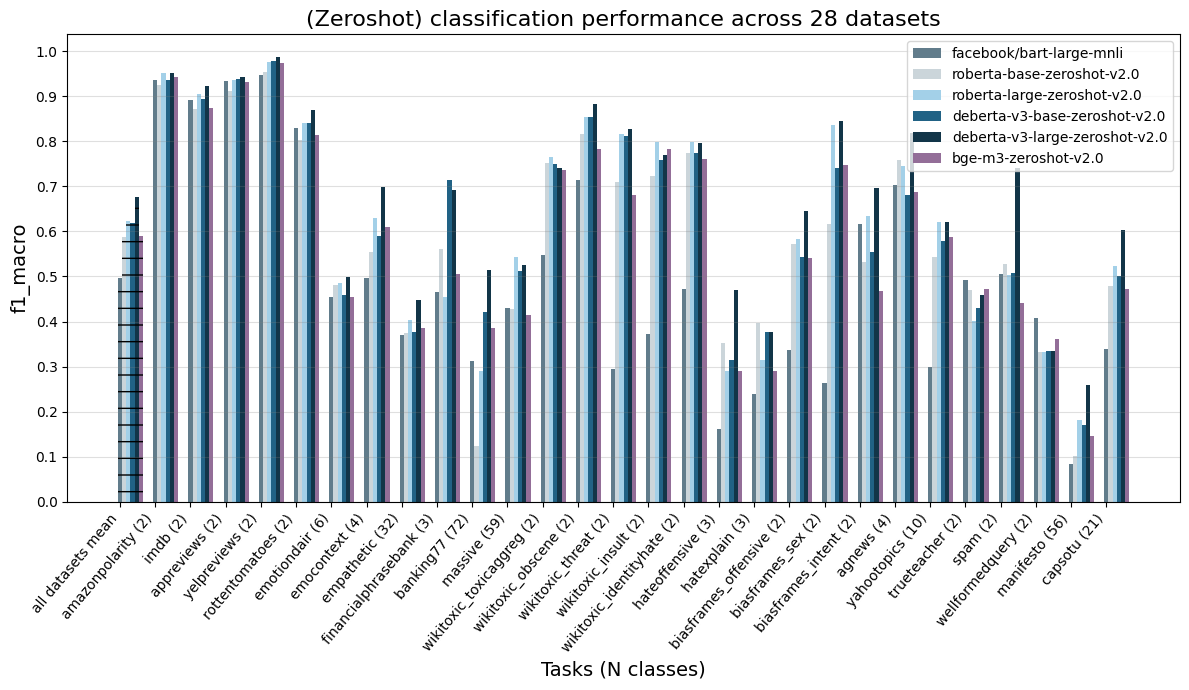 (Zeroshot) classification performance across 28 datasets
facebook/bart-large-mnli
roberta-base-zeroshot-v2.0
roberta-large-zeroshot-v2.0
deberta-v3-base-zeroshot-v2.0
deberta-v3-large-zeroshot-v2.0
bge-m3-zeroshot-v2.0
f1_macro
1.0
0.9
0.8
0.7
0.6
0.5
0.4
0.3
0.2
0.1
0.0
all datasets mean
amazonpolarity (2)
imdb (2)
appreviews (2)
yelpreviews (2)
rottentomatoes (2)
emotiondair (6)
emocontext (4)
empathetic (32)
financialphrasebank (3)
banking77 (72)
massive (59)
wikitoxic_toxicaggreg (2)
wikitoxic_obscene (2)
wikitoxic_threat (2)
wikitoxic_insult (2)
wikitoxic_identityhate (2)
hateoffensive (3)
hatexplain (3)
biasframes_offensive (2)
biasframes_sex (2)
biasframes_intent (2)
agnews (4)
yahootopics (10)
trueteacher (2)
spam (2)
wellformedquery (2)
manifesto (56)
capsotu (21)
Tasks (N classes)